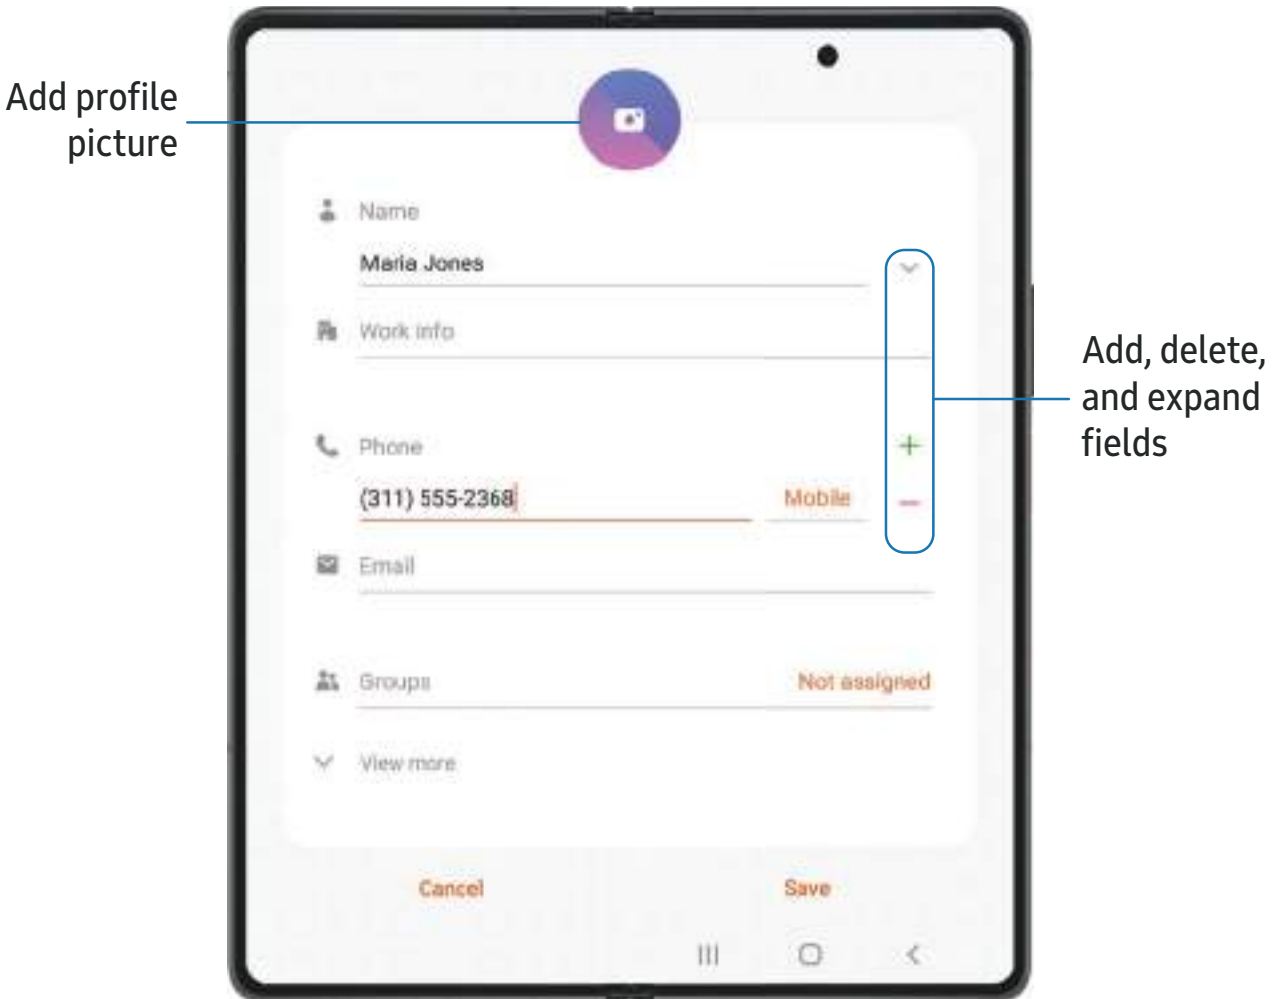 Add profile
picture
Name
Maria Jones
Work info
Add, delete,
and expand
fields
Phone
(311) 555-2368
Mobile
Email
Groups
Not assigned
View more
Cancel
Save